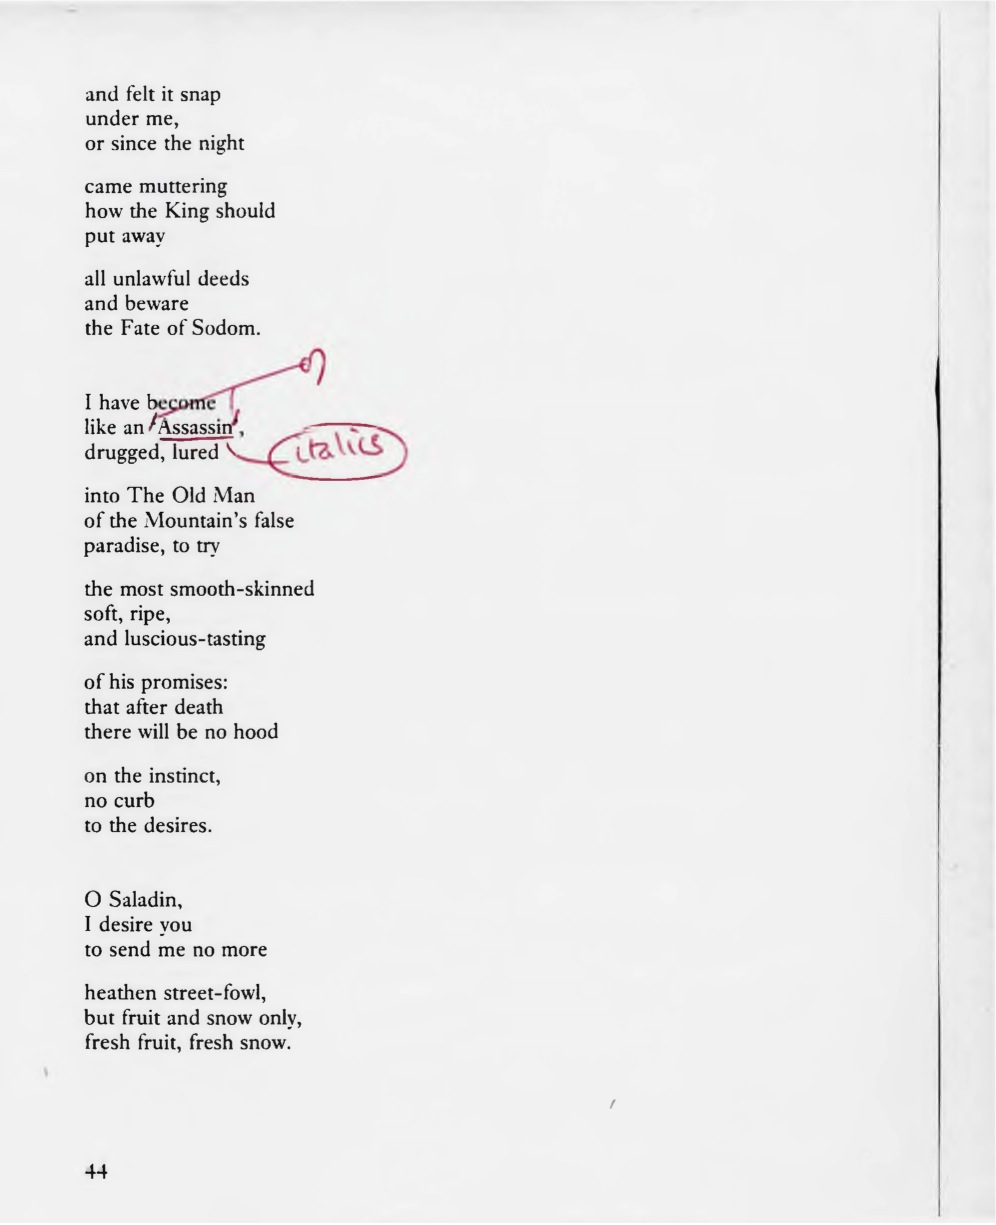 and felt it snap
under me,
or since the night
came muttering
how the King should
put away
all unlawful deeds
and beware
the Fate of Sodom.
I have become
like an 'Assassin',
drugged, lured
italics
into The Old Man
of the Mountain's false
paradise, to try
the most smooth-skinned
soft, ripe,
and luscious-tasting
of his promises:
that after death
there will be no hood
on the instinct,
no curb
to the desires.
O Saladin,
I desire you
to send me no more
heathen street-fowl,
but fruit and snow only,
fresh fruit, fresh snow.
44